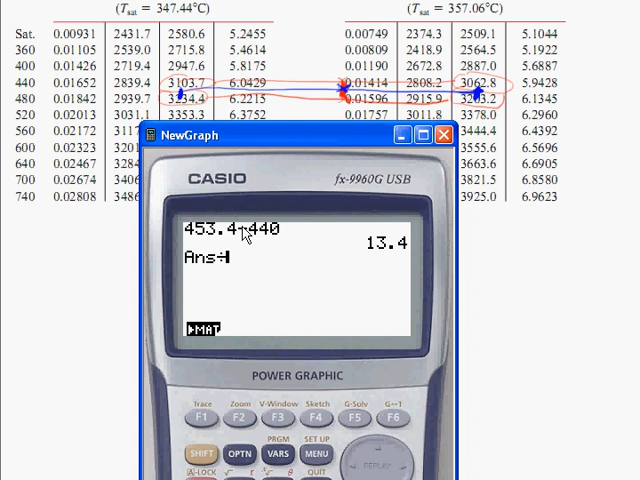 (Tsat = 347.44°C) (Tsat = 357.06°C)
Sat. 0.00931 2431.7 2580.6 5.2455 0.00749 2374.3 2509.1 5.1044
360 0.01105 2539.0 2715.8 5.4614 0.00809 2418.9 2564.5 5.1922
400 0.01426 2719.4 2947.6 5.8175 0.01190 2672.8 2887.0 5.6887
440 0.01652 2839.4 3103.7 6.0429 0.01414 2808.2 3062.8 5.9428
480 0.01842 2939.7 3234.4 6.2215 0.01596 2915.9 3203.2 6.1345
520 0.02013 3031.1 3353.3 6.3752 0.01757 3011.8 3378.0 6.2960
560 0.02172 3444.4 6.4392
600 0.02323 3555.6 6.5696
640 0.02467 3663.6 6.6905
700 0.02674 3821.5 6.8580
740 0.02808 3925.0 6.9623
NewGraph
CASIO fx-9960G USB
453.4-440
13.4
Ans÷
▶MAT
POWER GRAPHIC
Trace Zoom V-Window Sketch G-Solv G↔T
F1 F2 F3 F4 F5 F6
PRGM SET UP
SHIFT OPTN VARS MENU
A-LOCK QUIT
REPLAY